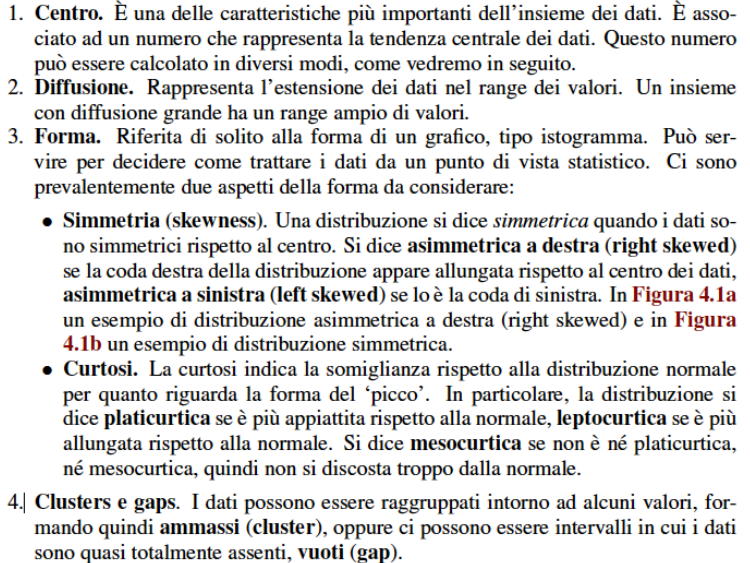 1. Centro. È una delle caratteristiche più importanti dell'insieme dei dati. È asso-
ciato ad un numero che rappresenta la tendenza centrale dei dati. Questo numero
può essere calcolato in diversi modi, come vedremo in seguito.
2. Diffusione. Rappresenta l'estensione dei dati nel range dei valori. Un insieme
con diffusione grande ha un range ampio di valori.
3. Forma. Riferita di solito alla forma di un grafico, tipo istogramma. Può ser-
vire per decidere come trattare i dati da un punto di vista statistico. Ci sono
prevalentemente due aspetti della forma da considerare:
• Simmetria (skewness). Una distribuzione si dice simmetrica quando i dati so-
no simmetrici rispetto al centro. Si dice asimmetrica a destra (right skewed)
se la coda destra della distribuzione appare allungata rispetto al centro dei dati,
asimmetrica a sinistra (left skewed) se lo è la coda di sinistra. In Figura 4.1a
un esempio di distribuzione asimmetrica a destra (right skewed) e in Figura
4.1b un esempio di distribuzione simmetrica.
• Curtosi. La curtosi indica la somiglianza rispetto alla distribuzione normale
per quanto riguarda la forma del 'picco'. In particolare, la distribuzione si
dice platicurtica se è più appiattita rispetto alla normale, leptocurtica se è più
allungata rispetto alla normale. Si dice mesocurtica se non è né platicurtica,
né mesocurtica, quindi non si discosta troppo dalla normale.
4. Clusters e gaps. I dati possono essere raggruppati intorno ad alcuni valori, for-
mando quindi ammassi (cluster), oppure ci possono essere intervalli in cui i dati
sono quasi totalmente assenti, vuoti (gap).